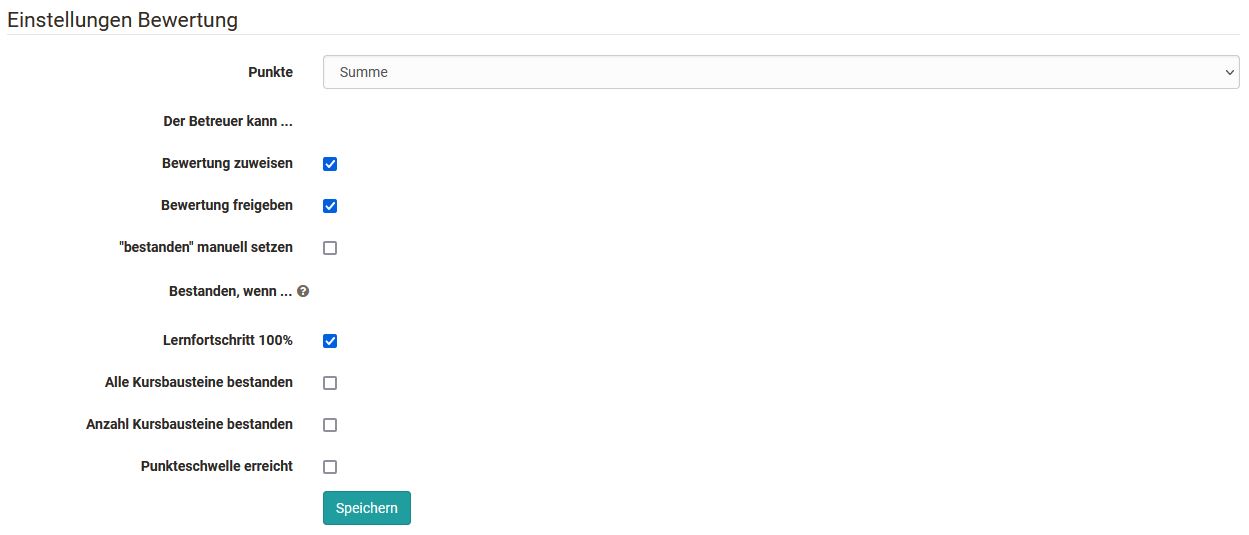 Einstellungen Bewertung
Punkte
Summe
Der Betreuer kann ...
Bewertung zuweisen
Bewertung freigeben
"bestanden" manuell setzen
Bestanden, wenn ... ?
Lernfortschritt 100%
Alle Kursbausteine bestanden
Anzahl Kursbausteine bestanden
Punkteschwelle erreicht
Speichern